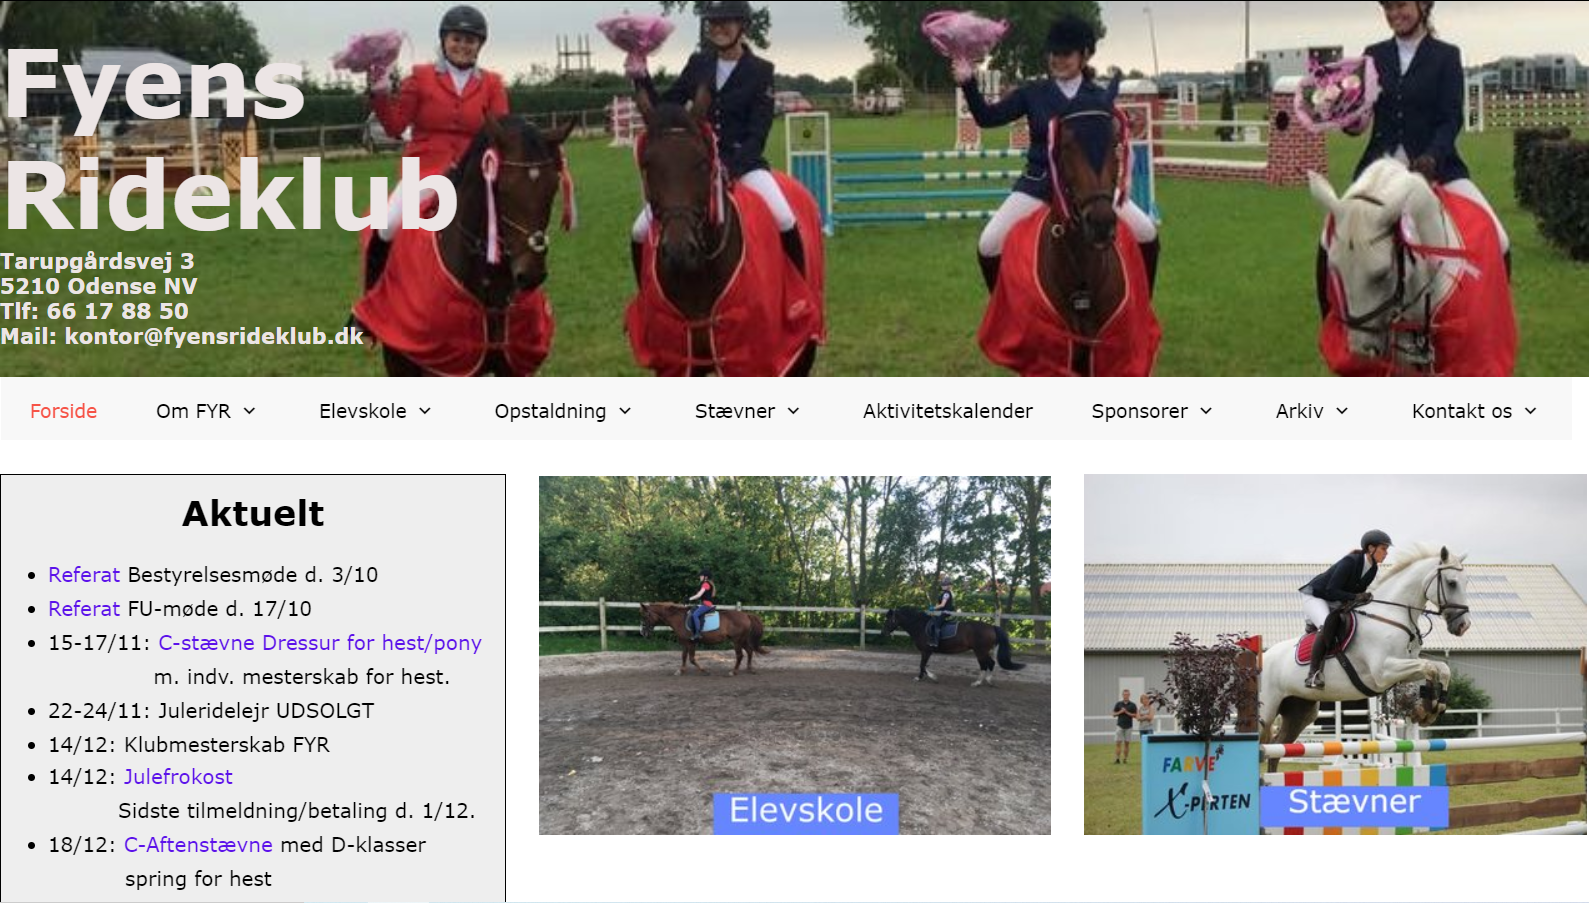 Fyens
Rideklub
Tarupgårdsvej 3
5210 Odense NV
Tlf: 66 17 88 50
Mail: kontor@fyensrideklub.dk
Forside Om FYR Elevskole Opstaldning Stævner Aktivitetskalender Sponsorer Arkiv Kontakt os
Aktuelt
Referat Bestyrelsesmøde d. 3/10
Referat FU-møde d. 17/10
15-17/11: C-stævne Dressur for hest/pony
m. indv. mesterskab for hest.
22-24/11: Juleridelejr UDSOLGT
14/12: Klubmesterskab FYR
14/12: Julefrokost
Sidste tilmeldning/betaling d. 1/12.
18/12: C-Aftenstævne med D-klasser
spring for hest
Elevskole
FARVE
X-PERTEN
Stævner